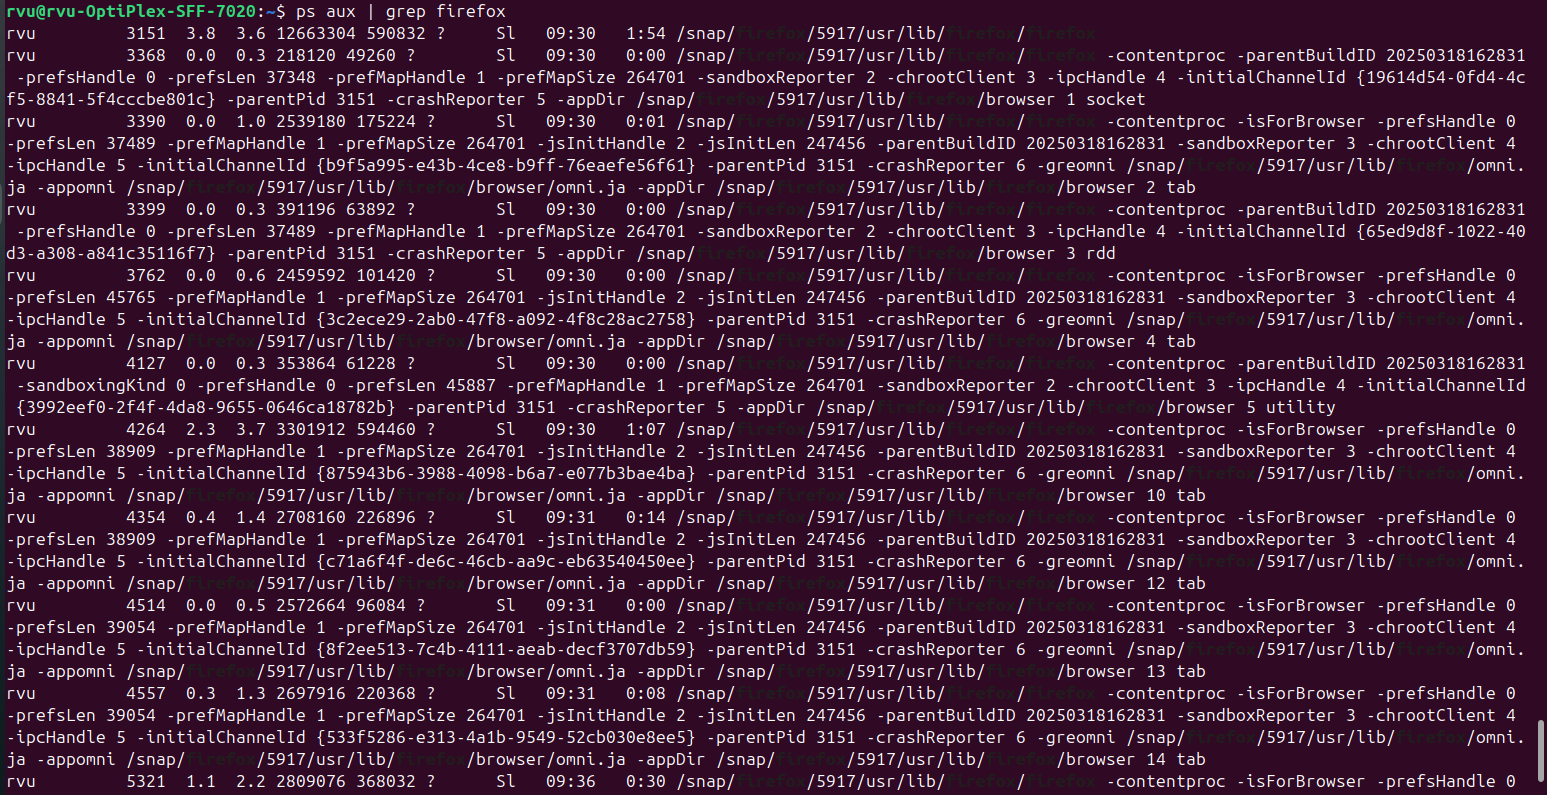 rvu@rvu-OptiPlex-SFF-7020:~$ ps aux | grep firefox
rvu         3151  3.8  3.6 12663304 590832 ?     Sl   09:30   1:54 /snap/firefox/5917/usr/lib/firefox/firefox
rvu         3368  0.0  0.3 218120 49260 ?        Sl   09:30   0:00 /snap/firefox/5917/usr/lib/firefox/firefox -contentproc -parentBuildID 20250318162831
 -prefsHandle 0 -prefsLen 37348 -prefMapHandle 1 -prefMapSize 264701 -sandboxReporter 2 -chrootClient 3 -ipcHandle 4 -initialChannelId {19614d54-0fd4-4c
f5-8841-5f4cccbe801c} -parentPid 3151 -crashReporter 5 -appDir /snap/firefox/5917/usr/lib/firefox/browser 1 socket
rvu         3390  0.0  1.0 2539180 175224 ?      Sl   09:30   0:01 /snap/firefox/5917/usr/lib/firefox/firefox -contentproc -isForBrowser -prefsHandle 0
-prefsLen 37489 -prefMapHandle 1 -prefMapSize 264701 -jsInitHandle 2 -jsInitLen 247456 -parentBuildID 20250318162831 -sandboxReporter 3 -chrootClient 4
-ipcHandle 5 -initialChannelId {b9f5a995-e43b-4ce8-b9ff-76eaefe56f61} -parentPid 3151 -crashReporter 6 -greomni /snap/firefox/5917/usr/lib/firefox/omni.
ja -appomni /snap/firefox/5917/usr/lib/firefox/browser/omni.ja -appDir /snap/firefox/5917/usr/lib/firefox/browser 2 tab
rvu         3399  0.0  0.3 391196 63892 ?        Sl   09:30   0:00 /snap/firefox/5917/usr/lib/firefox/firefox -contentproc -parentBuildID 20250318162831
 -prefsHandle 0 -prefsLen 37489 -prefMapHandle 1 -prefMapSize 264701 -sandboxReporter 2 -chrootClient 3 -ipcHandle 4 -initialChannelId {65ed9d8f-1022-40
d3-a308-a841c35116f7} -parentPid 3151 -crashReporter 5 -appDir /snap/firefox/5917/usr/lib/firefox/browser 3 rdd
rvu         3762  0.0  0.6 2459592 101420 ?      Sl   09:30   0:00 /snap/firefox/5917/usr/lib/firefox/firefox -contentproc -isForBrowser -prefsHandle 0
-prefsLen 45765 -prefMapHandle 1 -prefMapSize 264701 -jsInitHandle 2 -jsInitLen 247456 -parentBuildID 20250318162831 -sandboxReporter 3 -chrootClient 4
-ipcHandle 5 -initialChannelId {3c2ece29-2ab0-47f8-a092-4f8c28ac2758} -parentPid 3151 -crashReporter 6 -greomni /snap/firefox/5917/usr/lib/firefox/omni.
ja -appomni /snap/firefox/5917/usr/lib/firefox/browser/omni.ja -appDir /snap/firefox/5917/usr/lib/firefox/browser 4 tab
rvu         4127  0.0  0.3 353864 61228 ?        Sl   09:30   0:00 /snap/firefox/5917/usr/lib/firefox/firefox -contentproc -parentBuildID 20250318162831
 -sandboxingKind 0 -prefsHandle 0 -prefsLen 45887 -prefMapHandle 1 -prefMapSize 264701 -sandboxReporter 2 -chrootClient 3 -ipcHandle 4 -initialChannelId
 {3992eef0-2f4f-4da8-9655-0646ca18782b} -parentPid 3151 -crashReporter 5 -appDir /snap/firefox/5917/usr/lib/firefox/browser 5 utility
rvu         4264  2.3  3.7 3301912 594460 ?      Sl   09:30   1:07 /snap/firefox/5917/usr/lib/firefox/firefox -contentproc -isForBrowser -prefsHandle 0
-prefsLen 38909 -prefMapHandle 1 -prefMapSize 264701 -jsInitHandle 2 -jsInitLen 247456 -parentBuildID 20250318162831 -sandboxReporter 3 -chrootClient 4
-ipcHandle 5 -initialChannelId {875943b6-3988-4098-b6a7-e077b3bae4ba} -parentPid 3151 -crashReporter 6 -greomni /snap/firefox/5917/usr/lib/firefox/omni.
ja -appomni /snap/firefox/5917/usr/lib/firefox/browser/omni.ja -appDir /snap/firefox/5917/usr/lib/firefox/browser 10 tab
rvu         4354  0.4  1.4 2708160 226896 ?      Sl   09:31   0:14 /snap/firefox/5917/usr/lib/firefox/firefox -contentproc -isForBrowser -prefsHandle 0
-prefsLen 38909 -prefMapHandle 1 -prefMapSize 264701 -jsInitHandle 2 -jsInitLen 247456 -parentBuildID 20250318162831 -sandboxReporter 3 -chrootClient 4
-ipcHandle 5 -initialChannelId {c71a6f4f-de6c-46cb-aa9c-eb63540450ee} -parentPid 3151 -crashReporter 6 -greomni /snap/firefox/5917/usr/lib/firefox/omni.
ja -appomni /snap/firefox/5917/usr/lib/firefox/browser/omni.ja -appDir /snap/firefox/5917/usr/lib/firefox/browser 12 tab
rvu         4514  0.0  0.5 2572664 96084 ?       Sl   09:31   0:00 /snap/firefox/5917/usr/lib/firefox/firefox -contentproc -isForBrowser -prefsHandle 0
-prefsLen 39054 -prefMapHandle 1 -prefMapSize 264701 -jsInitHandle 2 -jsInitLen 247456 -parentBuildID 20250318162831 -sandboxReporter 3 -chrootClient 4
-ipcHandle 5 -initialChannelId {8f2ee513-7c4b-4111-aeab-decf3707db59} -parentPid 3151 -crashReporter 6 -greomni /snap/firefox/5917/usr/lib/firefox/omni.
ja -appomni /snap/firefox/5917/usr/lib/firefox/browser/omni.ja -appDir /snap/firefox/5917/usr/lib/firefox/browser 13 tab
rvu         4557  0.3  1.3 2697916 220368 ?      Sl   09:31   0:08 /snap/firefox/5917/usr/lib/firefox/firefox -contentproc -isForBrowser -prefsHandle 0
-prefsLen 39054 -prefMapHandle 1 -prefMapSize 264701 -jsInitHandle 2 -jsInitLen 247456 -parentBuildID 20250318162831 -sandboxReporter 3 -chrootClient 4
-ipcHandle 5 -initialChannelId {533f5286-e313-4a1b-9549-52cb030e8ee5} -parentPid 3151 -crashReporter 6 -greomni /snap/firefox/5917/usr/lib/firefox/omni.
ja -appomni /snap/firefox/5917/usr/lib/firefox/browser/omni.ja -appDir /snap/firefox/5917/usr/lib/firefox/browser 14 tab
rvu         5321  1.1  2.2 2809076 368032 ?      Sl   09:36   0:30 /snap/firefox/5917/usr/lib/firefox/firefox -contentproc -isForBrowser -prefsHandle 0